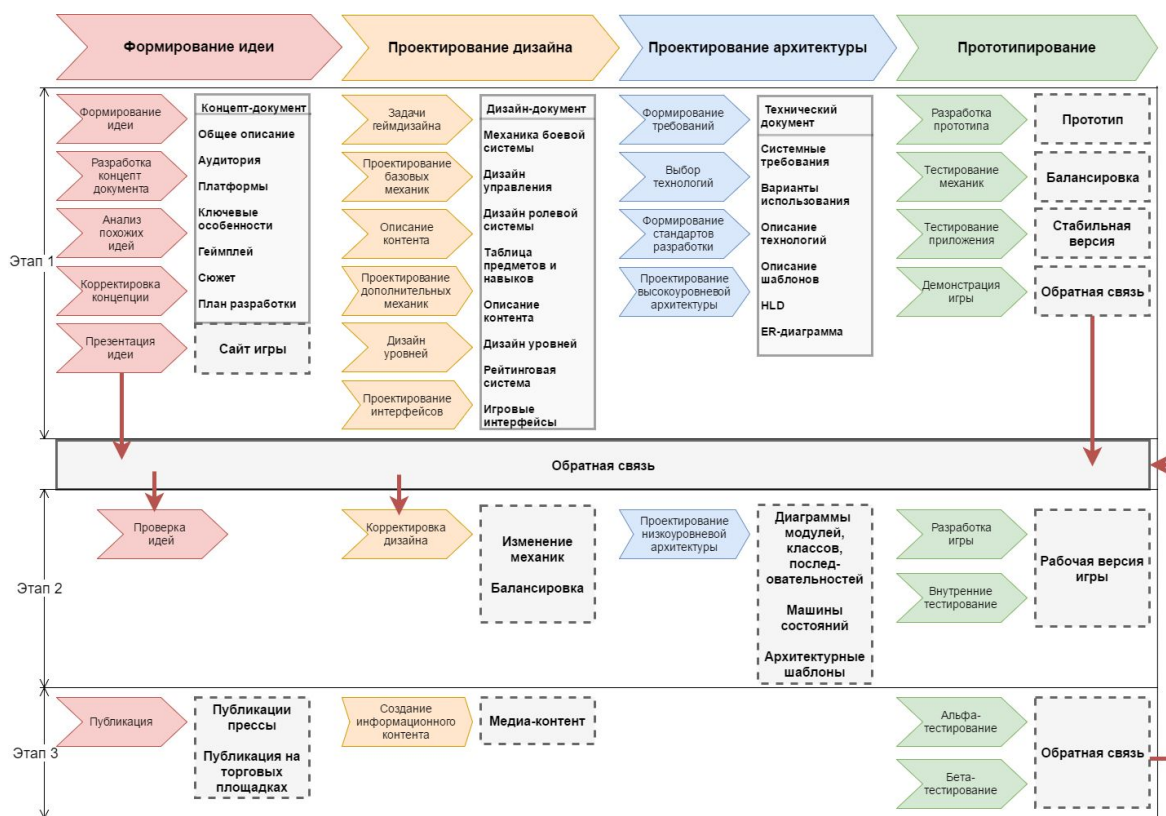 Формирование идеи
Проектирование дизайна
Проектирование архитектуры
Прототипирование
Этап 1
Формирование
идеи
Разработка
концепт
документа
Анализ
похожих
идей
Корректировка
концепции
Презентация
идеи
Концепт-документ
Общее описание
Аудитория
Платформы
Ключевые
особенности
Геймплей
Сюжет
План разработки
Сайт игры
Задачи
геймдизайна
Проектирование
базовых
механик
Описание
контента
Проектирование
дополнительных
механик
Дизайн
уровней
Проектирование
интерфейсов
Дизайн-документ
Механика боевой
системы
Дизайн
управления
Дизайн ролевой
системы
Таблица
предметов и
навыков
Описание
контента
Дизайн уровней
Рейтинговая
система
Игровые
интерфейсы
Формирование
требований
Выбор
технологий
Формирование
стандартов
разработки
Проектирование
высокоуровневой
архитектуры
Технический
документ
Системные
требования
Варианты
использования
Описание
технологий
Описание
шаблонов
HLD
ER-диаграмма
Разработка
прототипа
Тестирование
механик
Тестирование
приложения
Демонстрация
игры
Прототип
Балансировка
Стабильная
версия
Обратная связь
Обратная связь
Этап 2
Проверка
идей
Корректировка
дизайна
Изменение
механик
Балансировка
Проектирование
низкоуровневой
архитектуры
Диаграммы
модулей,
классов,
послед-
овательностей
Машины
состояний
Архитектурные
шаблоны
Разработка
игры
Внутренние
тестирование
Рабочая версия
игры
Этап 3
Публикация
Публикации
прессы
Публикация на
торговых
площадках
Создание
информационного
контента
Медиа-контент
Альфа-
тестирование
Бета-
тестирование
Обратная связь